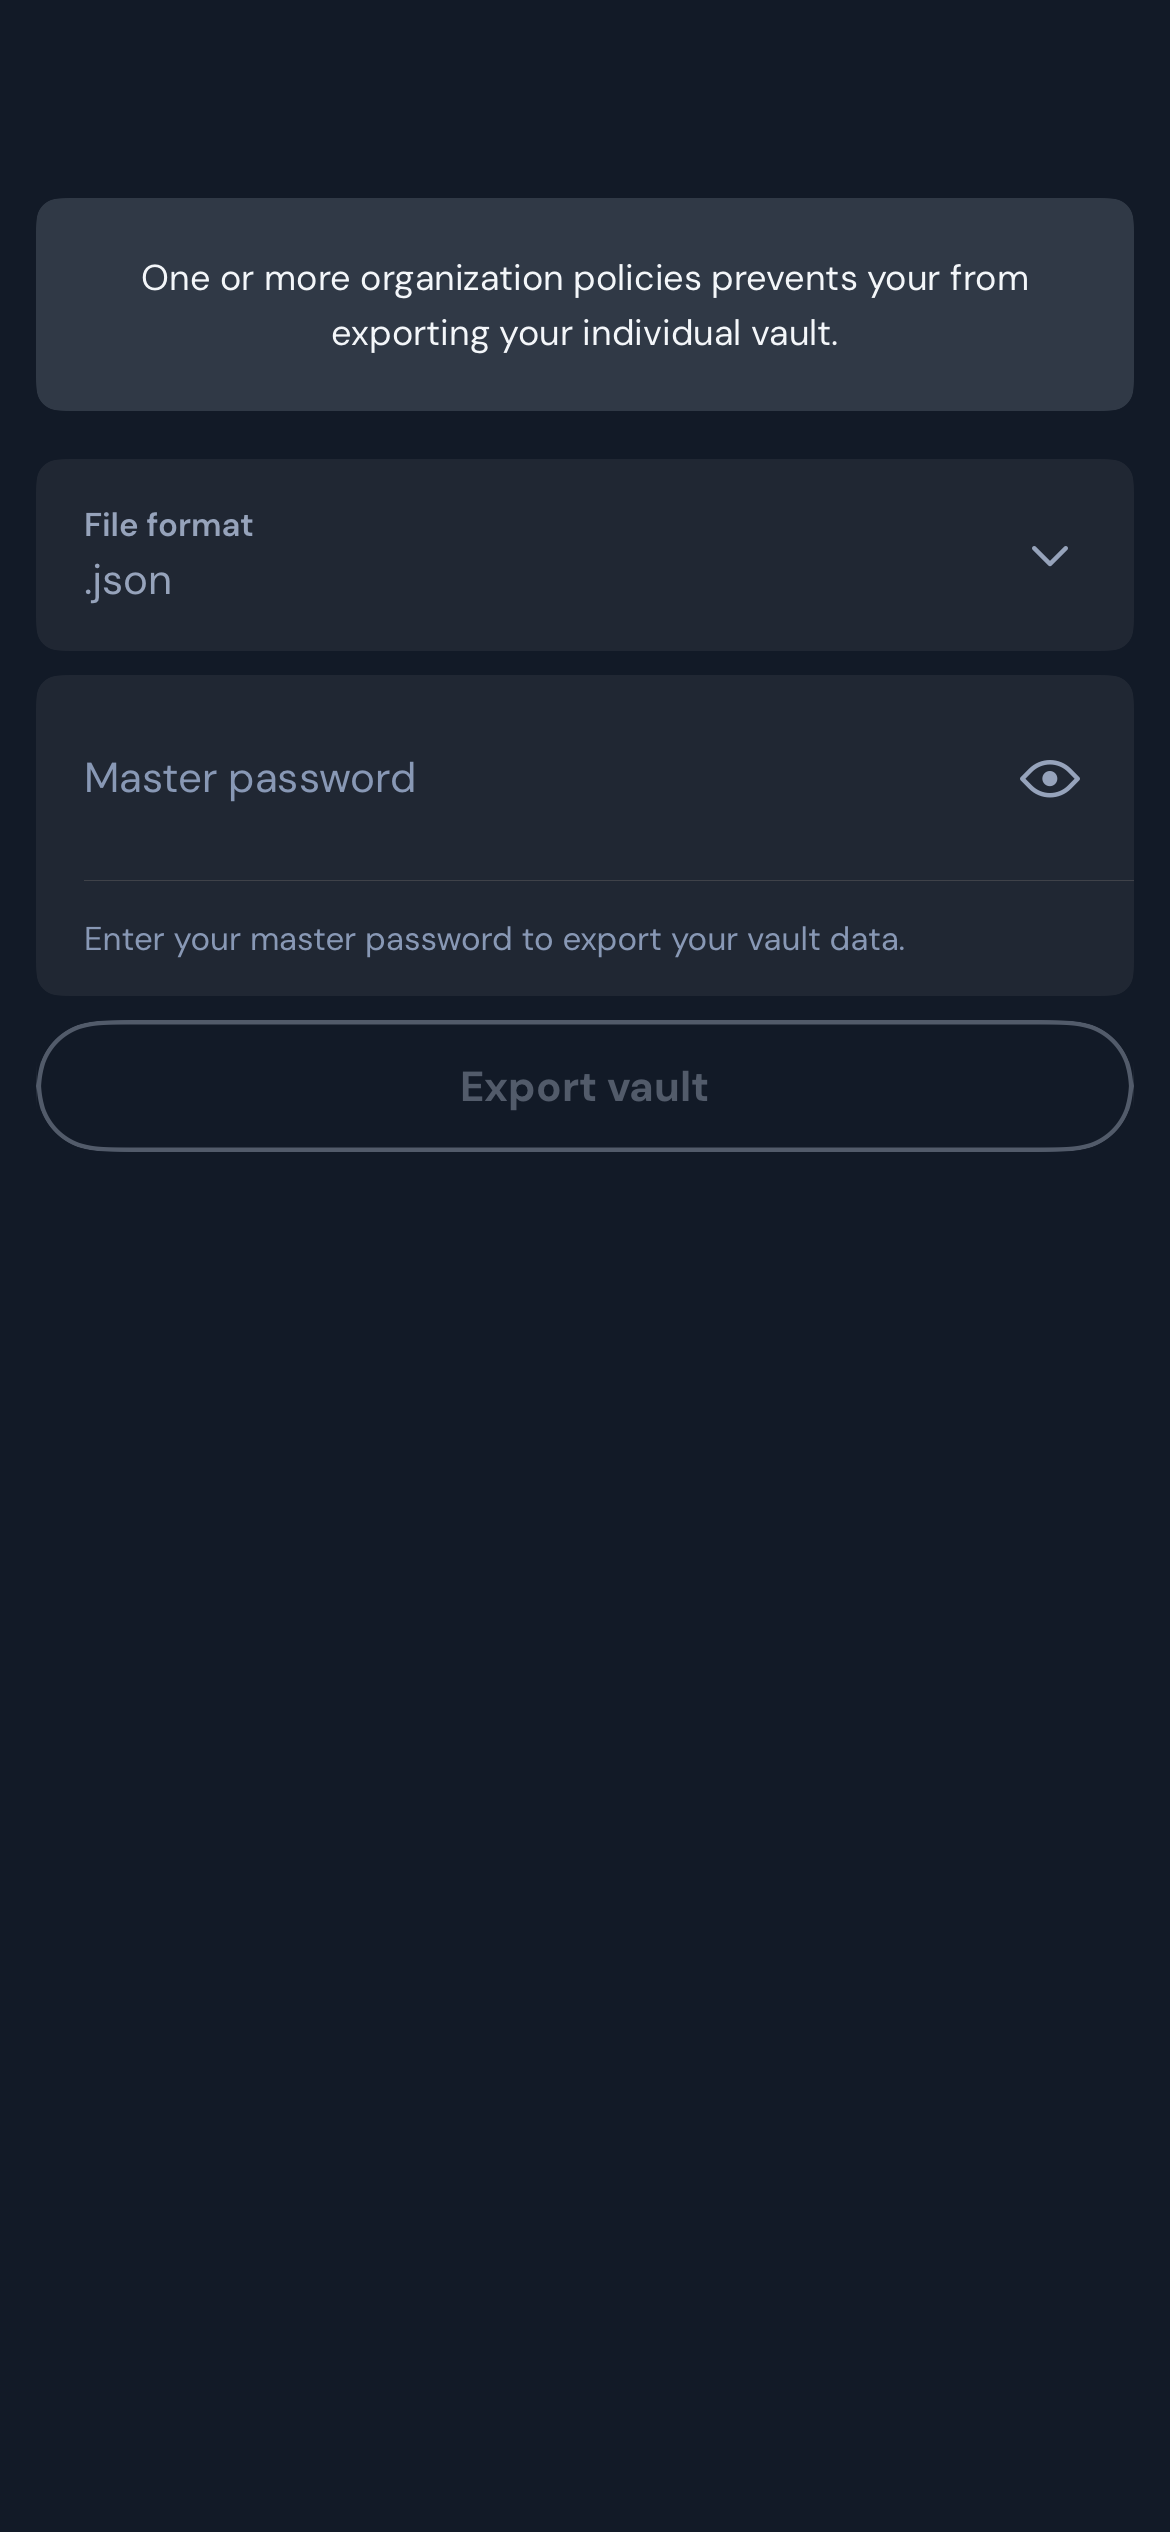 One or more organization policies prevents your from
exporting your individual vault.
File format
.json
Master password
Enter your master password to export your vault data.
Export vault